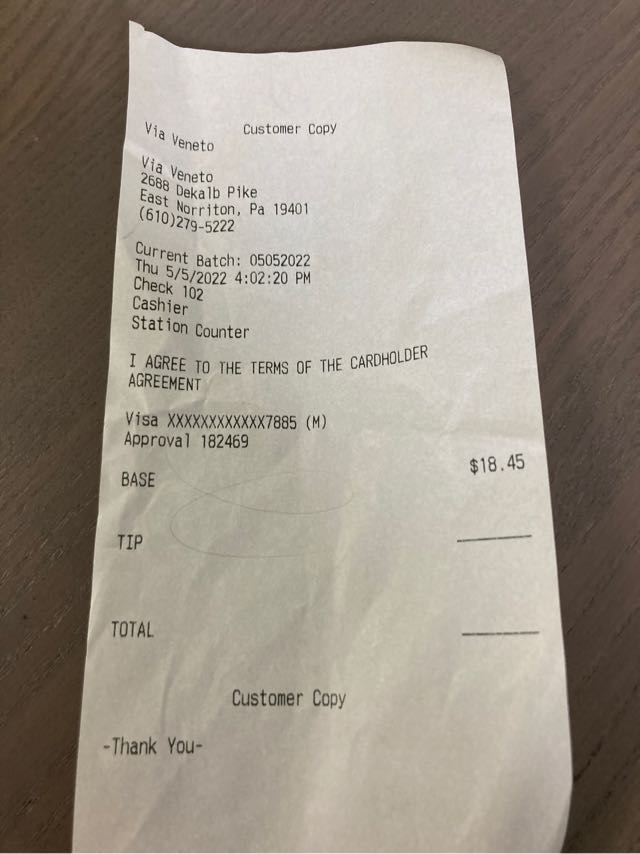 Customer Copy
Via Veneto
Via Veneto
2688 Dekalb Pike
East Norriton, Pa 19401
(610)279-5222
Current Batch: 05052022
Thu 5/5/2022 4:02:20 PM
Check 102
Cashier
Station Counter
I AGREE TO THE TERMS OF THE CARDHOLDER
AGREEMENT
Visa XXXXXXXXXXXX7885 (M)
Approval 182469
BASE $18.45
TIP
TOTAL
Customer Copy
-Thank You-